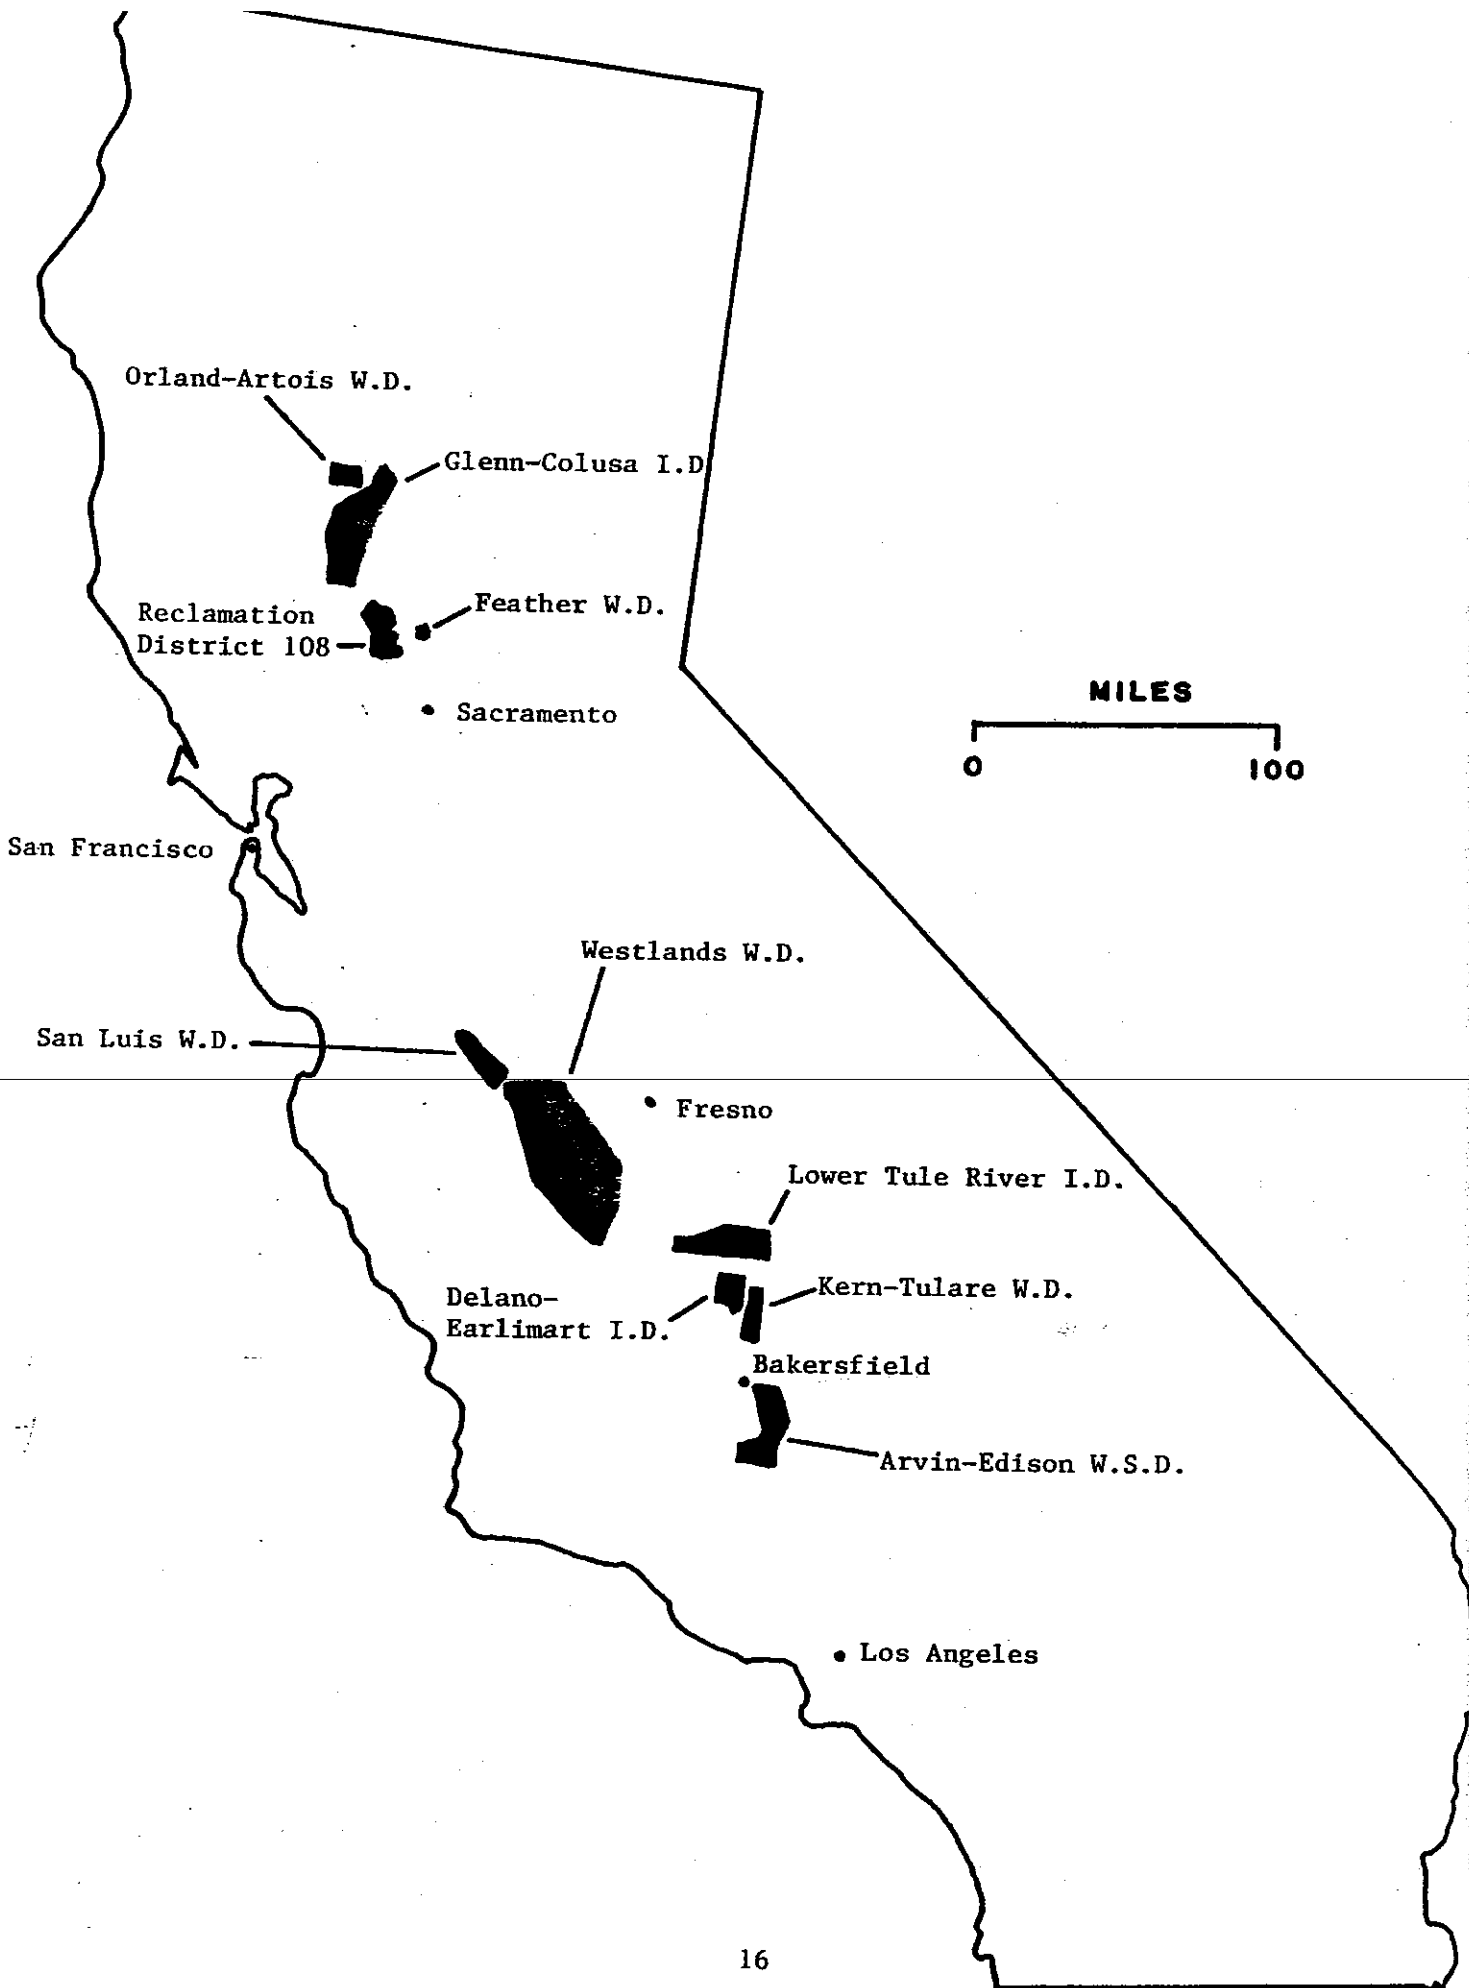 Orland-Artois W.D.
Glenn-Colusa I.D
Feather W.D.
Reclamation
District 108
Sacramento
MILES
0 100
San Francisco
Westlands W.D.
San Luis W.D.
Fresno
Lower Tule River I.D.
Kern-Tulare W.D.
Delano-
Earlimart I.D.
Bakersfield
Arvin-Edison W.S.D.
Los Angeles
16